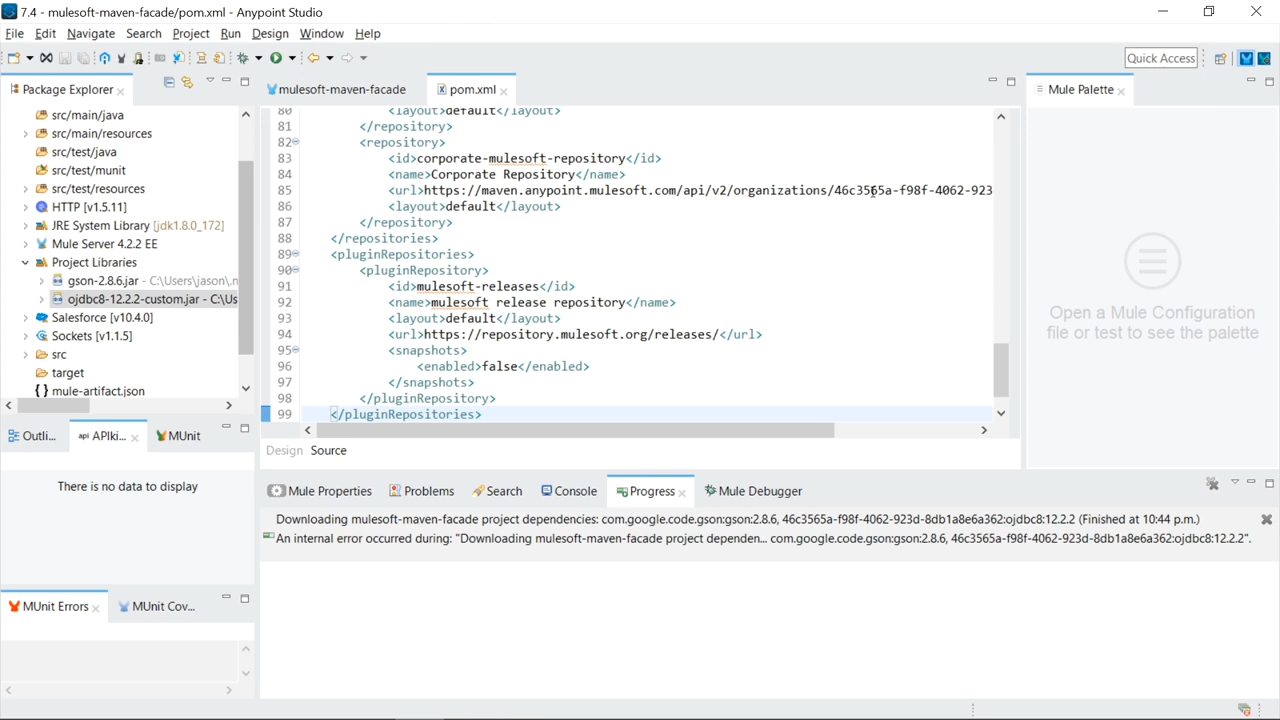 7.4 - mulesoft-maven-facade/pom.xml - Anypoint Studio
File Edit Navigate Search Project Run Design Window Help
Quick Access
Package Explorer
src/main/java
src/main/resources
src/test/java
src/test/munit
src/test/resources
HTTP [v1.5.11]
JRE System Library [jdk1.8.0_172]
Mule Server 4.2.2 EE
Project Libraries
gson-2.8.6.jar - C:\Users\jason\.n
ojdbc8-12.2.2-custom.jar - C:\Us
Salesforce [v10.4.0]
Sockets [v1.1.5]
src
target
mule-artifact.json
mulesoft-maven-facade
pom.xml
80 <layout>default</layout>
81 </repository>
82 <repository>
83 <id>corporate-mulesoft-repository</id>
84 <name>Corporate Repository</name>
85 <url>https://maven.anypoint.mulesoft.com/api/v2/organizations/46c3565a-f98f-4062-923
86 <layout>default</layout>
87 </repository>
88 </repositories>
89 <pluginRepositories>
90 <pluginRepository>
91 <id>mulesoft-releases</id>
92 <name>mulesoft release repository</name>
93 <layout>default</layout>
94 <url>https://repository.mulesoft.org/releases/</url>
95 <snapshots>
96 <enabled>false</enabled>
97 </snapshots>
98 </pluginRepository>
99 </pluginRepositories>
Design Source
Mule Palette
Open a Mule Configuration
file or test to see the palette
Outli... api APIki... MUnit
There is no data to display
MUnit Errors MUnit Cov...
Mule Properties Problems Search Console Progress Mule Debugger
Downloading mulesoft-maven-facade project dependencies: com.google.code.gson:gson:2.8.6, 46c3565a-f98f-4062-923d-8db1a8e6a362:ojdbc8:12.2.2 (Finished at 10:44 p.m.)
An internal error occurred during: "Downloading mulesoft-maven-facade project dependen... com.google.code.gson:gson:2.8.6, 46c3565a-f98f-4062-923d-8db1a8e6a362:ojdbc8:12.2.2".